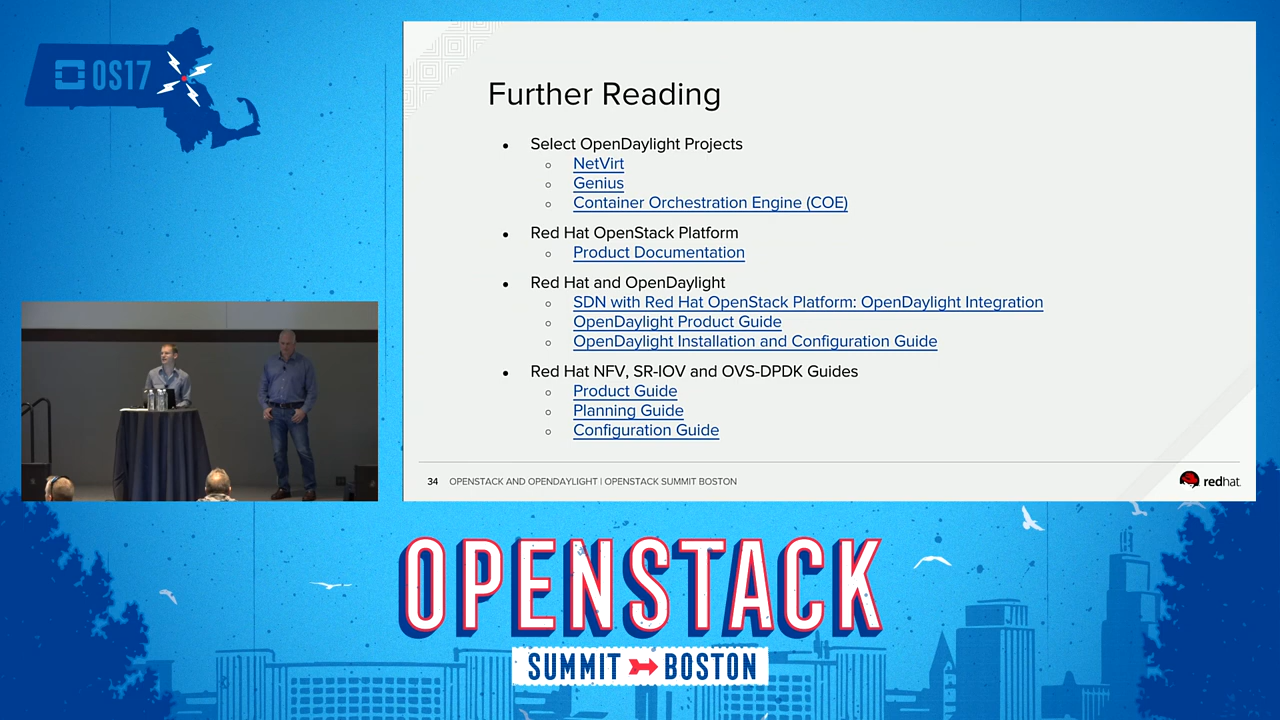 OS17
Further Reading
Select OpenDaylight Projects
NetVirt
Genius
Container Orchestration Engine (COE)
Red Hat OpenStack Platform
Product Documentation
Red Hat and OpenDaylight
SDN with Red Hat OpenStack Platform: OpenDaylight Integration
OpenDaylight Product Guide
OpenDaylight Installation and Configuration Guide
Red Hat NFV, SR-IOV and OVS-DPDK Guides
Product Guide
Planning Guide
Configuration Guide
34 OPENSTACK AND OPENDAYLIGHT | OPENSTACK SUMMIT BOSTON
redhat.
OPENSTACK
SUMMIT BOSTON